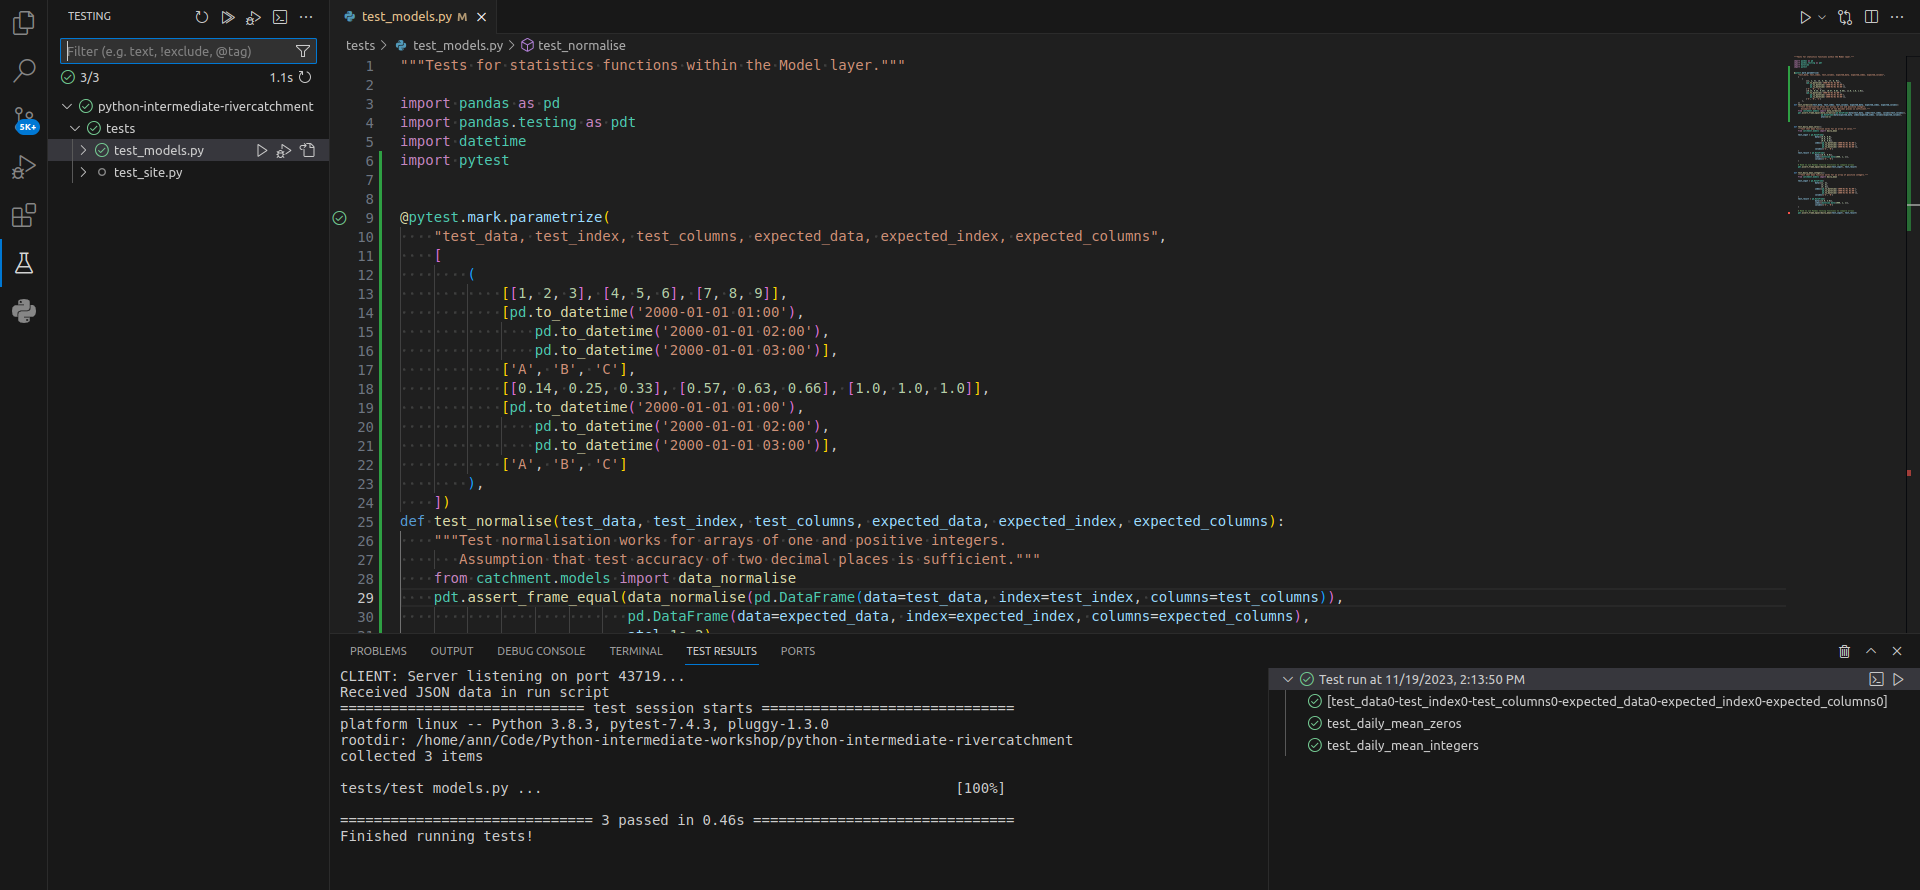 TESTING
Filter (e.g. text, !exclude, @tag)
3/3 1.1s
python-intermediate-rivercatchment
tests
test_models.py
test_site.py
5K+
test_models.py M
tests > test_models.py > test_normalise
1 """Tests for statistics functions within the Model layer."""
2
3 import pandas as pd
4 import pandas.testing as pdt
5 import datetime
6 import pytest
7
8
9 @pytest.mark.parametrize(
10 "test_data, test_index, test_columns, expected_data, expected_index, expected_columns",
11 [
12 (
13 [[1, 2, 3], [4, 5, 6], [7, 8, 9]],
14 [pd.to_datetime('2000-01-01 01:00'),
15 pd.to_datetime('2000-01-01 02:00'),
16 pd.to_datetime('2000-01-01 03:00')],
17 ['A', 'B', 'C'],
18 [[0.14, 0.25, 0.33], [0.57, 0.63, 0.66], [1.0, 1.0, 1.0]],
19 [pd.to_datetime('2000-01-01 01:00'),
20 pd.to_datetime('2000-01-01 02:00'),
21 pd.to_datetime('2000-01-01 03:00')],
22 ['A', 'B', 'C']
23 ),
24 ])
25 def test_normalise(test_data, test_index, test_columns, expected_data, expected_index, expected_columns):
26 """Test normalisation works for arrays of one and positive integers.
27 Assumption that test accuracy of two decimal places is sufficient."""
28 from catchment.models import data_normalise
29 pdt.assert_frame_equal(data_normalise(pd.DataFrame(data=test_data, index=test_index, columns=test_columns)),
30 pd.DataFrame(data=expected_data, index=expected_index, columns=expected_columns),
PROBLEMS OUTPUT DEBUG CONSOLE TERMINAL TEST RESULTS PORTS
CLIENT: Server listening on port 43719...
Received JSON data in run script
============================= test session starts ==============================
platform linux -- Python 3.8.3, pytest-7.4.3, pluggy-1.3.0
rootdir: /home/ann/Code/Python-intermediate-workshop/python-intermediate-rivercatchment
collected 3 items
tests/test models.py ... [100%]
============================== 3 passed in 0.46s ===============================
Finished running tests!
Test run at 11/19/2023, 2:13:50 PM
[test_data0-test_index0-test_columns0-expected_data0-expected_index0-expected_columns0]
test_daily_mean_zeros
test_daily_mean_integers